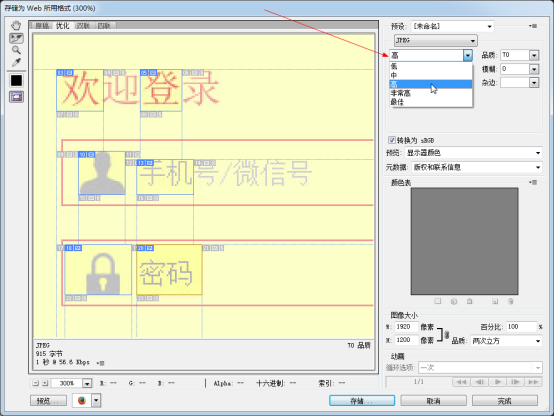 存储为 Web 所用格式 (300%)
原稿 优化 双联 四联
预设: [未命名]
JPEG
高 品质: 70
低 模糊: 0
中 杂边:
高
非常高
最佳
转换为 sRGB
预览: 显示器颜色
元数据: 版权和联系信息
颜色表
欢迎登录
手机号/微信号
密码
图像大小
W: 1920 像素 百分比: 100 %
H: 1200 像素 品质: 两次立方
动画
循环选项: 一次
1/1
JPEG 70 品质
915 字节
1 秒 @ 56.6 Kbps
300% R: -- G: -- B: -- Alpha: -- 十六进制: -- 索引: --
预览... 存储... 取消 完成